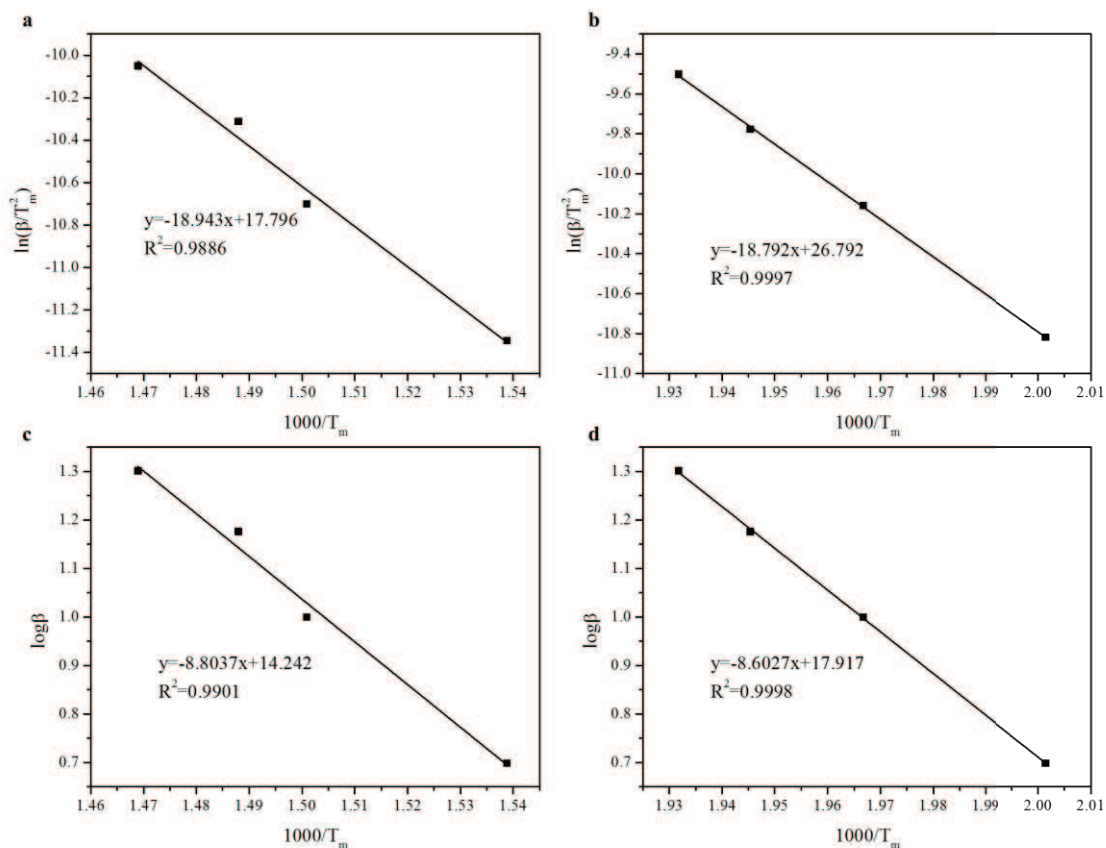 a
-10.0
-10.2
-10.4
-10.6
-10.8
-11.0
-11.2
-11.4
ln(β/T²ₘ)
y=-18.943x+17.796
R²=0.9886
1.46 1.47 1.48 1.49 1.50 1.51 1.52 1.53 1.54
1000/Tₘ
b
-9.4
-9.6
-9.8
-10.0
-10.2
-10.4
-10.6
-10.8
-11.0
ln(β/T²ₘ)
y=-18.792x+26.792
R²=0.9997
1.93 1.94 1.95 1.96 1.97 1.98 1.99 2.00 2.01
1000/Tₘ
c
1.3
1.2
1.1
1.0
0.9
0.8
0.7
logβ
y=-8.8037x+14.242
R²=0.9901
1.46 1.47 1.48 1.49 1.50 1.51 1.52 1.53 1.54
1000/Tₘ
d
1.3
1.2
1.1
1.0
0.9
0.8
0.7
logβ
y=-8.6027x+17.917
R²=0.9998
1.93 1.94 1.95 1.96 1.97 1.98 1.99 2.00 2.01
1000/Tₘ